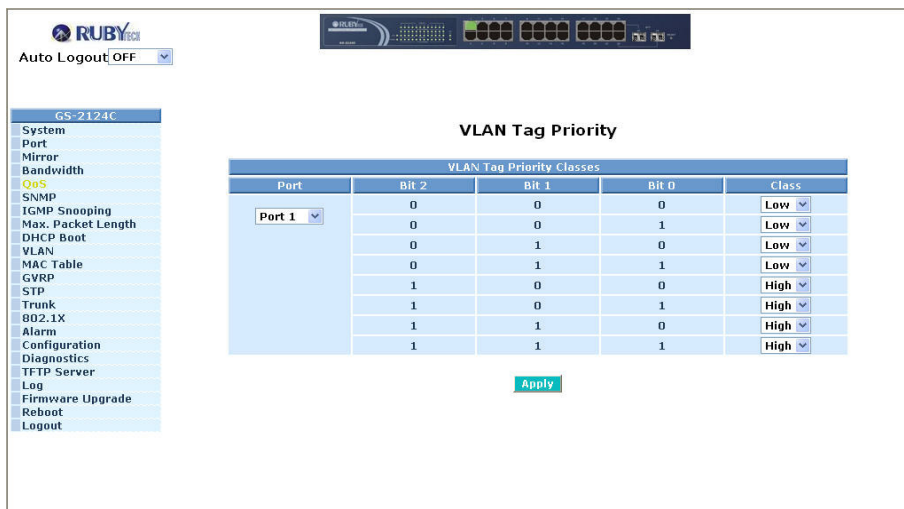 RUBYTECH
RUBY
Auto Logout OFF
GS-2124C
System
Port
Mirror
Bandwidth
QoS
SNMP
IGMP Snooping
Max. Packet Length
DHCP Boot
VLAN
MAC Table
GVRP
STP
Trunk
802.1X
Alarm
Configuration
Diagnostics
TFTP Server
Log
Firmware Upgrade
Reboot
Logout
VLAN Tag Priority
VLAN Tag Priority Classes
Port Bit 2 Bit 1 Bit 0 Class
Port 1
0 0 0 Low
0 0 1 Low
0 1 0 Low
0 1 1 Low
1 0 0 High
1 0 1 High
1 1 0 High
1 1 1 High
Apply